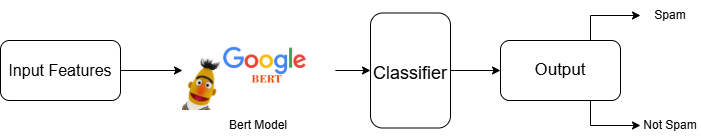 Input Features
Google
BERT
Bert Model
Classifier
Output
Spam
Not Spam